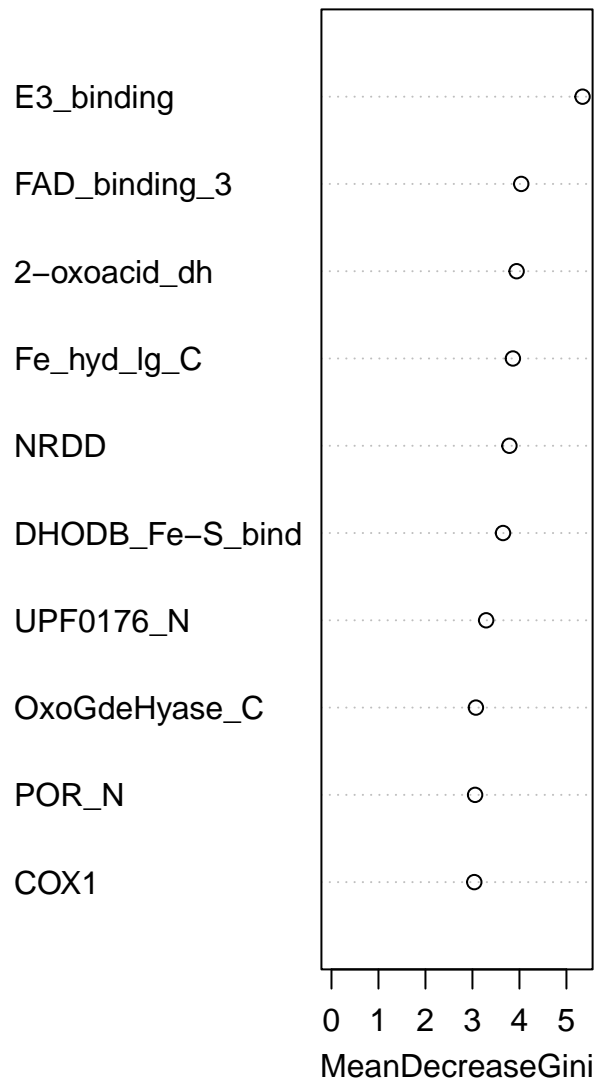 E3_binding
FAD_binding_3
2−oxoacid_dh
Fe_hyd_lg_C
NRDD
DHODB_Fe−S_bind
UPF0176_N
OxoGdeHyase_C
POR_N
COX1
0 1 2 3 4 5
MeanDecreaseGini